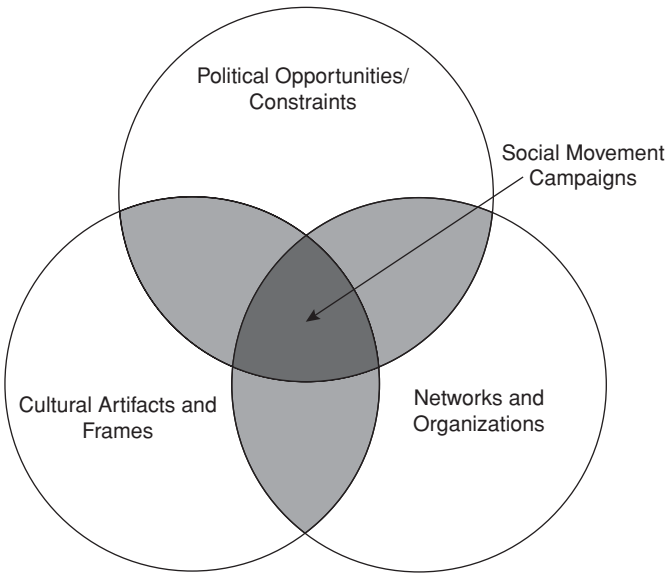 Political Opportunities/
Constraints
Social Movement
Campaigns
Cultural Artifacts and
Frames
Networks and
Organizations